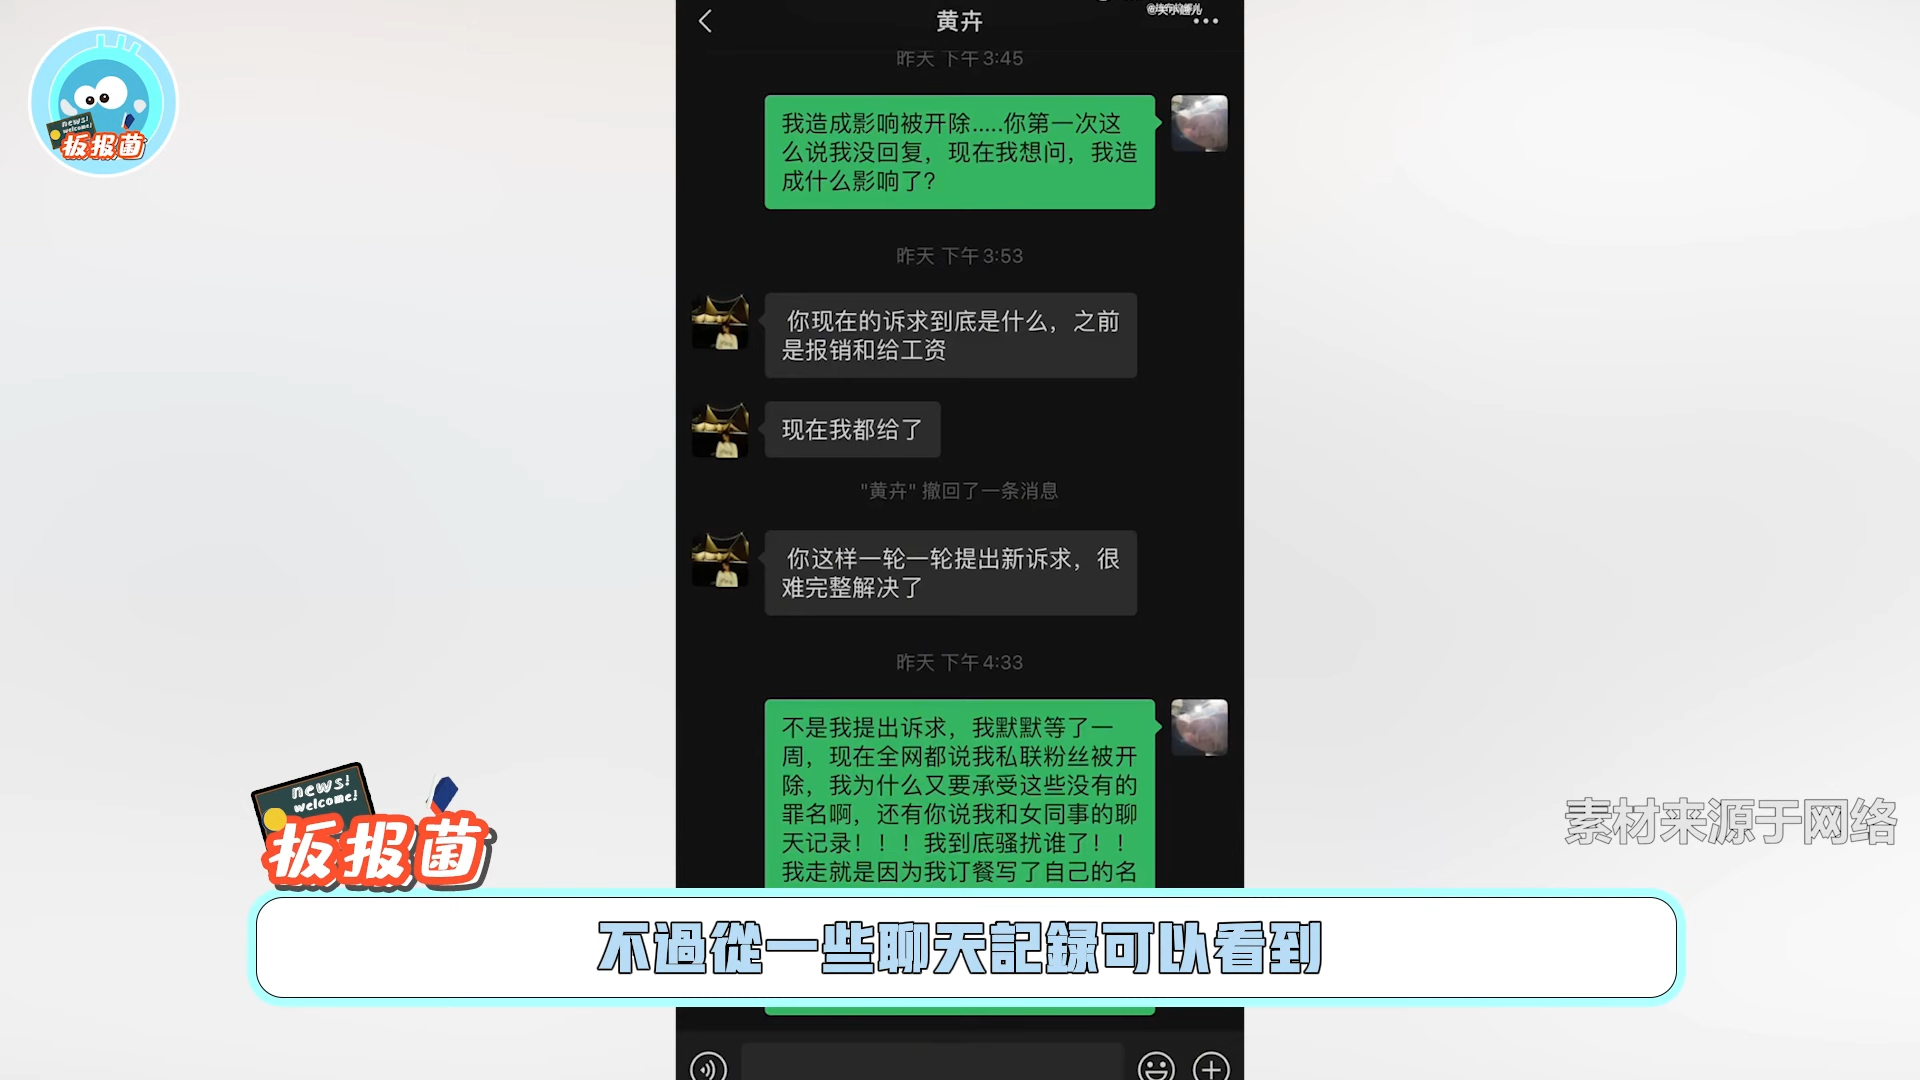 黄卉
昨天 下午3:45
我造成影响被开除.....你第一次这
么说我没回复，现在我想问，我造
成什么影响了？
昨天 下午3:53
你现在的诉求到底是什么，之前
是报销和给工资
现在我都给了
"黄卉" 撤回了一条消息
你这样一轮一轮提出新诉求，很
难完整解决了
昨天 下午4:33
不是我提出诉求，我默默等了一
周，现在全网都说我私联粉丝被开
除，我为什么又要承受这些没有的
罪名啊，还有你说我和女同事的聊
天记录！！！我到底骚扰谁了！！
我走就是因为我订餐写了自己的名
news!
welcome!
板报菌
news!
welcome!
板报菌
素材来源于网络
不過從一些聊天記録可以看到